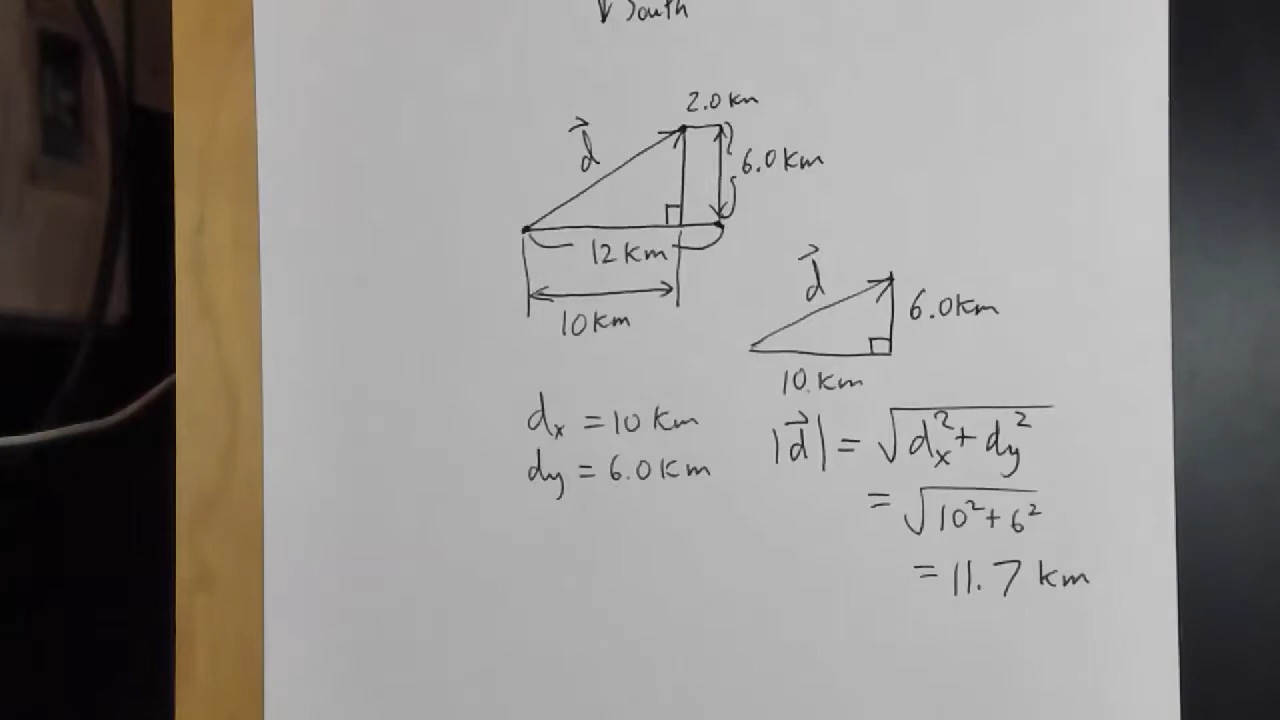 ↓ South
2.0 km
d⃗
6.0 km
12 km
10 km
d⃗
6.0 km
10 km
dₓ = 10 km
dy = 6.0 km
|d⃗| = √(dₓ² + dy²)
= √(10² + 6²)
= 11.7 km